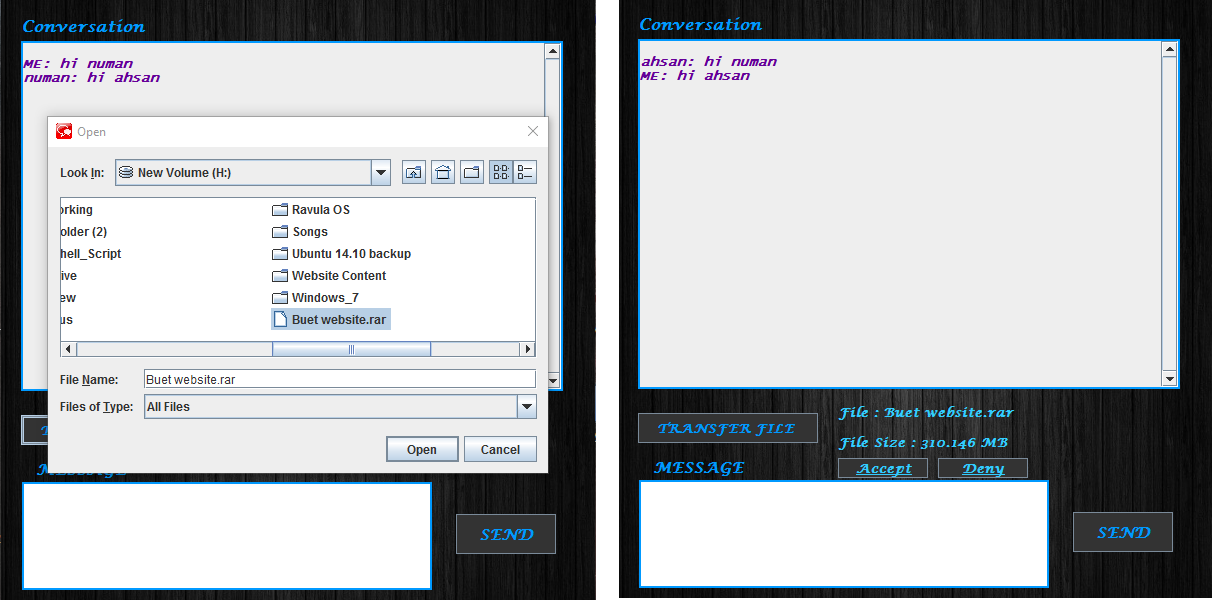 Conversation
ME: hi numan
numan: hi ahsan
Open
Look In:
New Volume (H:)
orking
older (2)
hell_Script
ive
ew
us
Ravula OS
Songs
Ubuntu 14.10 backup
Website Content
Windows_7
Buet website.rar
File Name:
Buet website.rar
Files of Type:
All Files
Open
Cancel
MESSAGE
SEND
Conversation
ahsan: hi numan
ME: hi ahsan
TRANSFER FILE
File : Buet website.rar
File Size : 310.146 MB
Accept
Deny
MESSAGE
SEND